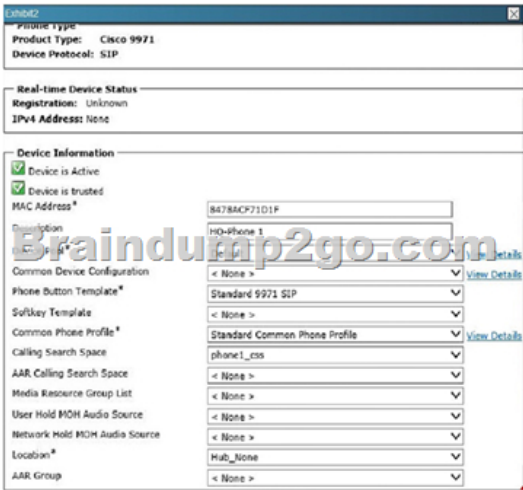 Exhibit2
Phone Type
Product Type: Cisco 9971
Device Protocol: SIP
Real-time Device Status
Registration: Unknown
IPv4 Address: None
Device Information
Device is Active
Device is trusted
MAC Address* B478ACF71D1F
Description HQ-Phone 1
Default View Details
Braindump2go.com
Common Device Configuration < None > View Details
Phone Button Template* Standard 9971 SIP
Softkey Template < None >
Common Phone Profile* Standard Common Phone Profile View Details
Calling Search Space phone1_css
AAR Calling Search Space < None >
Media Resource Group List < None >
User Hold MOH Audio Source < None >
Network Hold MOH Audio Source < None >
Location* Hub_None
AAR Group < None >